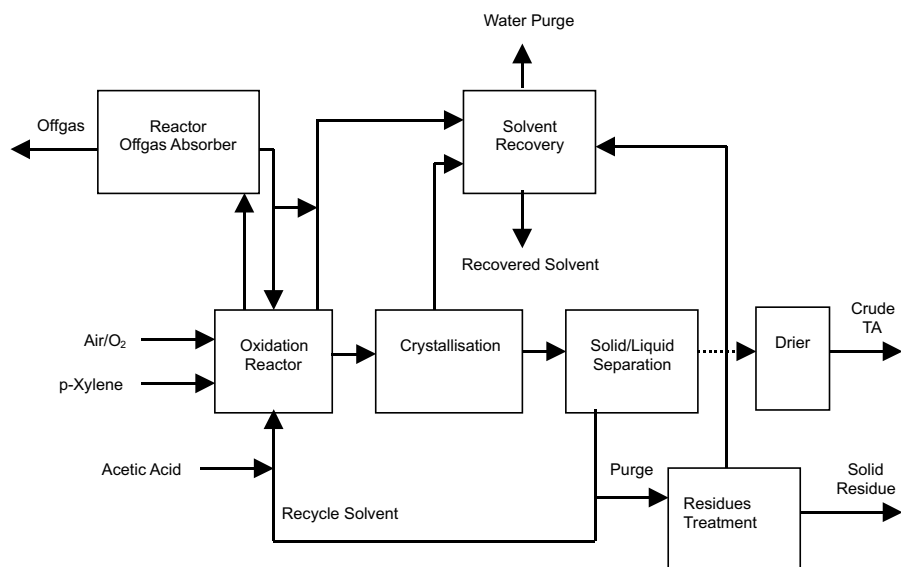 Water Purge
Offgas
Reactor
Offgas Absorber
Solvent
Recovery
Recovered Solvent
Crude
TA
Air/O₂
Oxidation
Reactor
Crystallisation
Solid/Liquid
Separation
Drier
p-Xylene
Acetic Acid
Purge
Solid
Residue
Residues
Treatment
Recycle Solvent